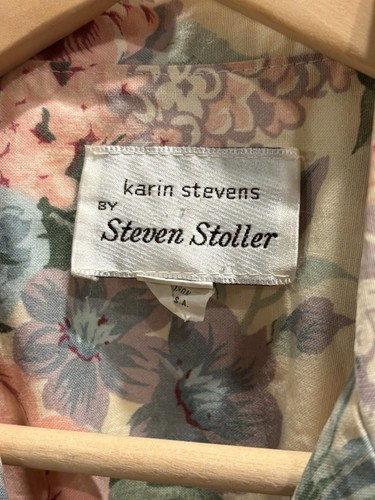 karin stevens
BY
Steven Stoller
S.A.